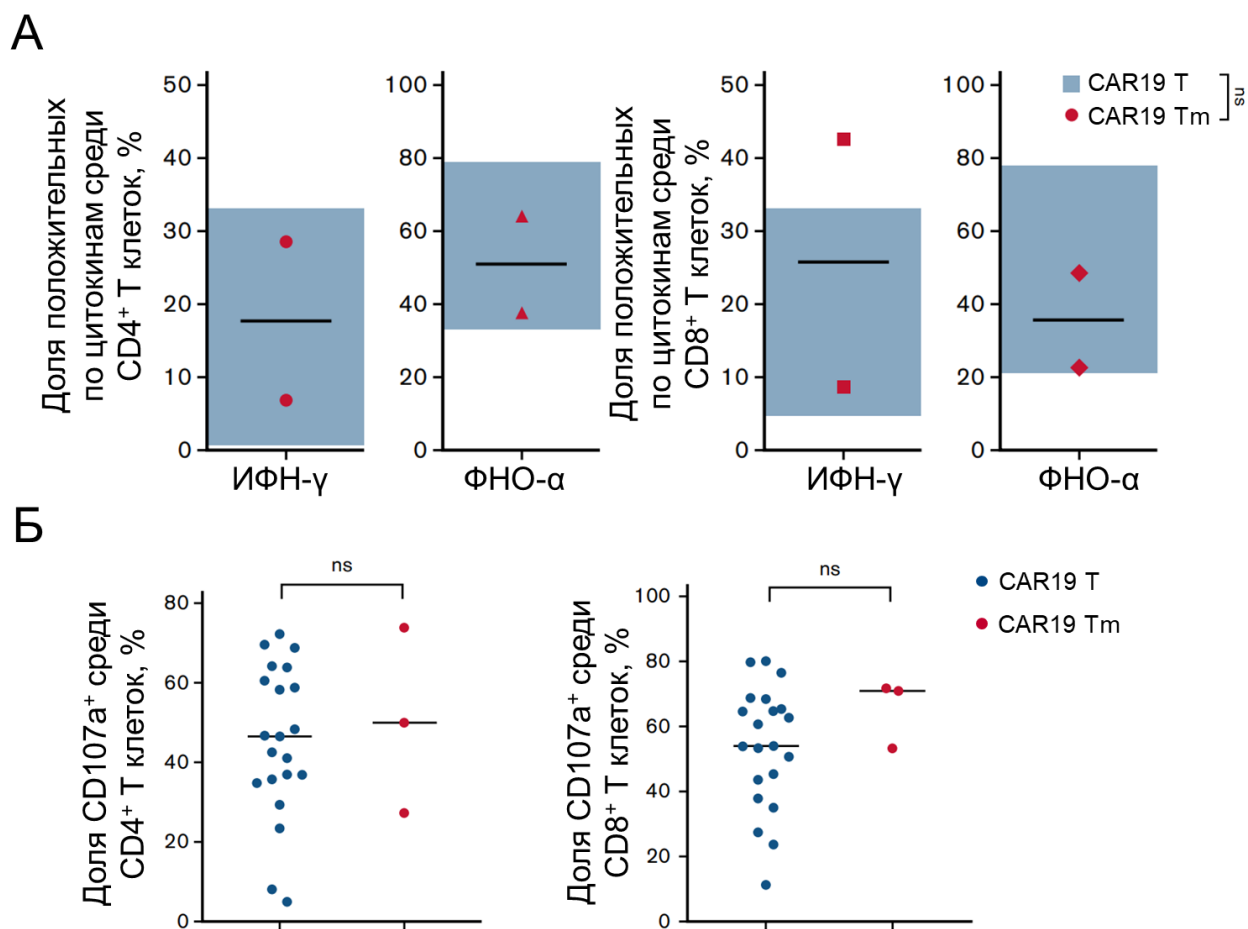 А
Доля положительных
по цитокинам среди
CD4⁺ Т клеток, %
50
40
30
20
10
0
ИФН-γ
100
80
60
40
20
0
ФНО-α
Доля положительных
по цитокинам среди
CD8⁺ Т клеток, %
50
40
30
20
10
0
ИФН-γ
100
80
60
40
20
0
ФНО-α
CAR19 T
CAR19 Tm
ns
Б
Доля CD107a⁺ среди
CD4⁺ Т клеток, %
80
60
40
20
0
ns
Доля CD107a⁺ среди
CD8⁺ Т клеток, %
100
80
60
40
20
0
ns
CAR19 T
CAR19 Tm